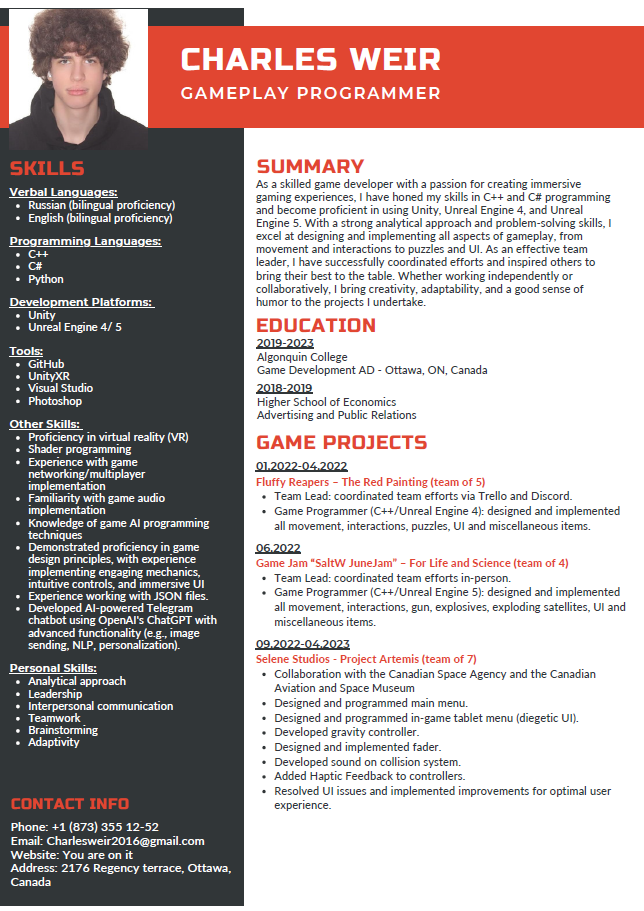 CHARLES WEIR
GAMEPLAY PROGRAMMER
SKILLS
Verbal Languages:
• Russian (bilingual proficiency)
• English (bilingual proficiency)
Programming Languages:
• C++
• C#
• Python
Development Platforms:
• Unity
• Unreal Engine 4/ 5
Tools:
• GitHub
• UnityXR
• Visual Studio
• Photoshop
Other Skills:
• Proficiency in virtual reality (VR)
• Shader programming
• Experience with game
networking/multiplayer
implementation
• Familiarity with game audio
implementation
• Knowledge of game AI programming
techniques
• Demonstrated proficiency in game
design principles, with experience
implementing engaging mechanics,
intuitive controls, and immersive UI
• Experience working with JSON files.
• Developed AI-powered Telegram
chatbot using OpenAI's ChatGPT with
advanced functionality (e.g., image
sending, NLP, personalization).
Personal Skills:
• Analytical approach
• Leadership
• Interpersonal communication
• Teamwork
• Brainstorming
• Adaptivity
CONTACT INFO
Phone: +1 (873) 355 12-52
Email: Charlesweir2016@gmail.com
Website: You are on it
Address: 2176 Regency terrace, Ottawa,
Canada
SUMMARY
As a skilled game developer with a passion for creating immersive
gaming experiences, I have honed my skills in C++ and C# programming
and become proficient in using Unity, Unreal Engine 4, and Unreal
Engine 5. With a strong analytical approach and problem-solving skills, I
excel at designing and implementing all aspects of gameplay, from
movement and interactions to puzzles and UI. As an effective team
leader, I have successfully coordinated efforts and inspired others to
bring their best to the table. Whether working independently or
collaboratively, I bring creativity, adaptability, and a good sense of
humor to the projects I undertake.
EDUCATION
2019-2023
Algonquin College
Game Development AD - Ottawa, ON, Canada
2018-2019
Higher School of Economics
Advertising and Public Relations
GAME PROJECTS
01.2022-04.2022
Fluffy Reapers – The Red Painting (team of 5)
• Team Lead: coordinated team efforts via Trello and Discord.
• Game Programmer (C++/Unreal Engine 4): designed and implemented
all movement, interactions, puzzles, UI and miscellaneous items.
06.2022
Game Jam “SaltW JuneJam” – For Life and Science (team of 4)
• Team Lead: coordinated team efforts in-person.
• Game Programmer (C++/Unreal Engine 5): designed and implemented
all movement, interactions, gun, explosives, exploding satellites, UI and
miscellaneous items.
09.2022-04.2023
Selene Studios - Project Artemis (team of 7)
• Collaboration with the Canadian Space Agency and the Canadian
Aviation and Space Museum
• Designed and programmed main menu.
• Designed and programmed in-game tablet menu (diegetic UI).
• Developed gravity controller.
• Designed and implemented fader.
• Developed sound on collision system.
• Added Haptic Feedback to controllers.
• Resolved UI issues and implemented improvements for optimal user
experience.